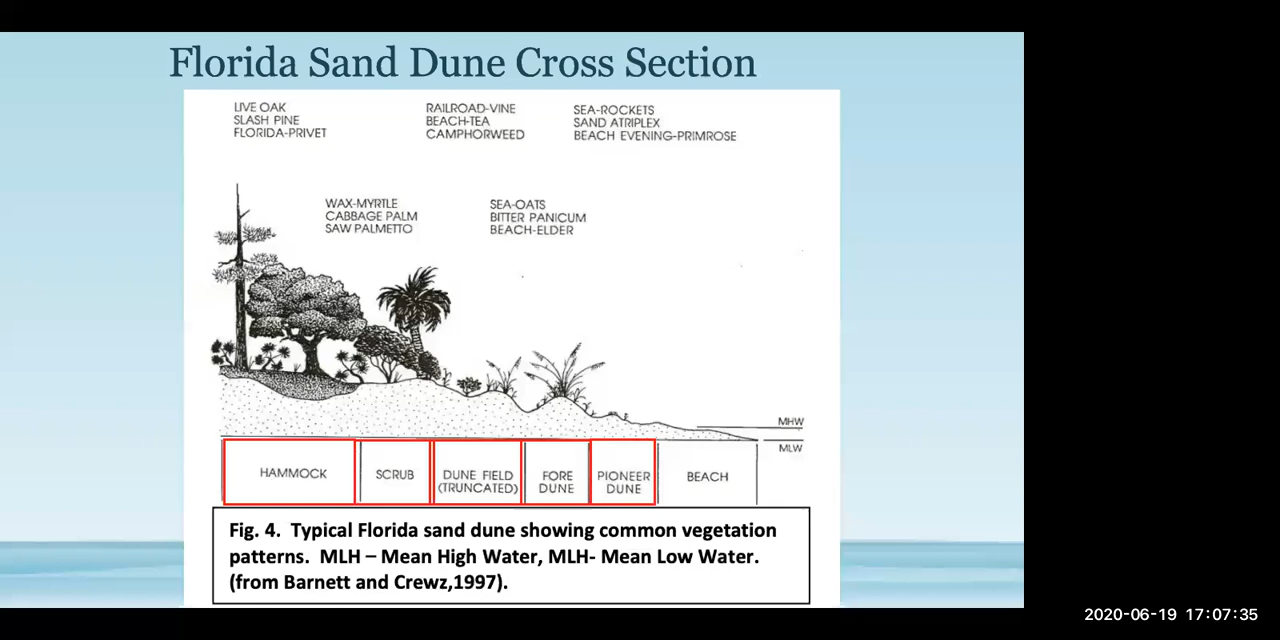 Florida Sand Dune Cross Section
LIVE OAK
SLASH PINE
FLORIDA-PRIVET
RAILROAD-VINE
BEACH-TEA
CAMPHORWEED
SEA-ROCKETS
SAND ATRIPLEX
BEACH EVENING-PRIMROSE
WAX-MYRTLE
CABBAGE PALM
SAW PALMETTO
SEA-OATS
BITTER PANICUM
BEACH-ELDER
MHW
MLW
HAMMOCK
SCRUB
DUNE FIELD
(TRUNCATED)
FORE
DUNE
PIONEER
DUNE
BEACH
Fig. 4. Typical Florida sand dune showing common vegetation
patterns. MLH – Mean High Water, MLH- Mean Low Water.
(from Barnett and Crewz,1997).
2020-06-19 17:07:35